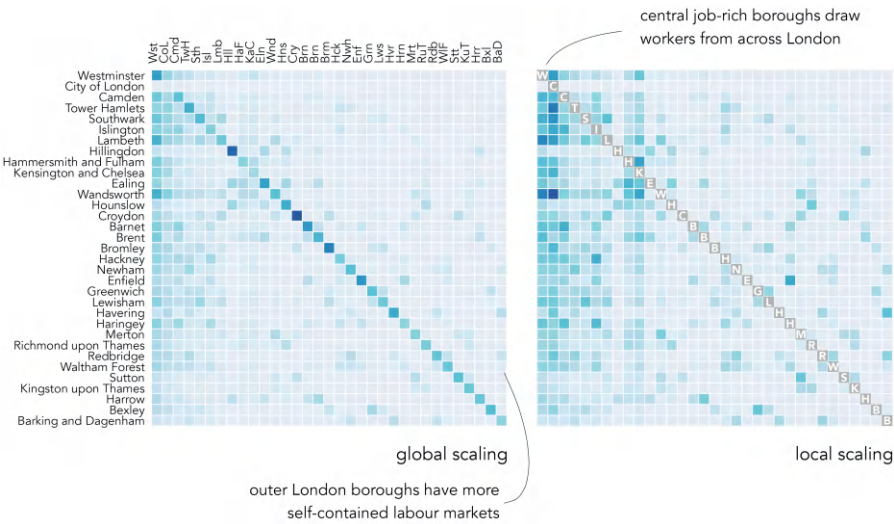 central job-rich boroughs draw
workers from across London
Wst CoL Cmd TwH Sth Isl Lmb Hll HaF KaC Eln Wnd Hns Cry Brn Brn Brm Hck Nwh Enf Grn Lws Hvr Hrn Mrt RuT Rdb WlF Stt KuT Hrr Bxl BaD
Westminster
City of London
Camden
Tower Hamlets
Southwark
Islington
Lambeth
Hillingdon
Hammersmith and Fulham
Kensington and Chelsea
Ealing
Wandsworth
Hounslow
Croydon
Barnet
Brent
Bromley
Hackney
Newham
Enfield
Greenwich
Lewisham
Havering
Haringey
Merton
Richmond upon Thames
Redbridge
Waltham Forest
Sutton
Kingston upon Thames
Harrow
Bexley
Barking and Dagenham
W
C
C
T
S
I
L
H
H
K
E
W
H
C
B
B
B
H
N
E
G
L
H
H
M
R
R
W
S
K
H
B
B
global scaling
local scaling
outer London boroughs have more
self-contained labour markets